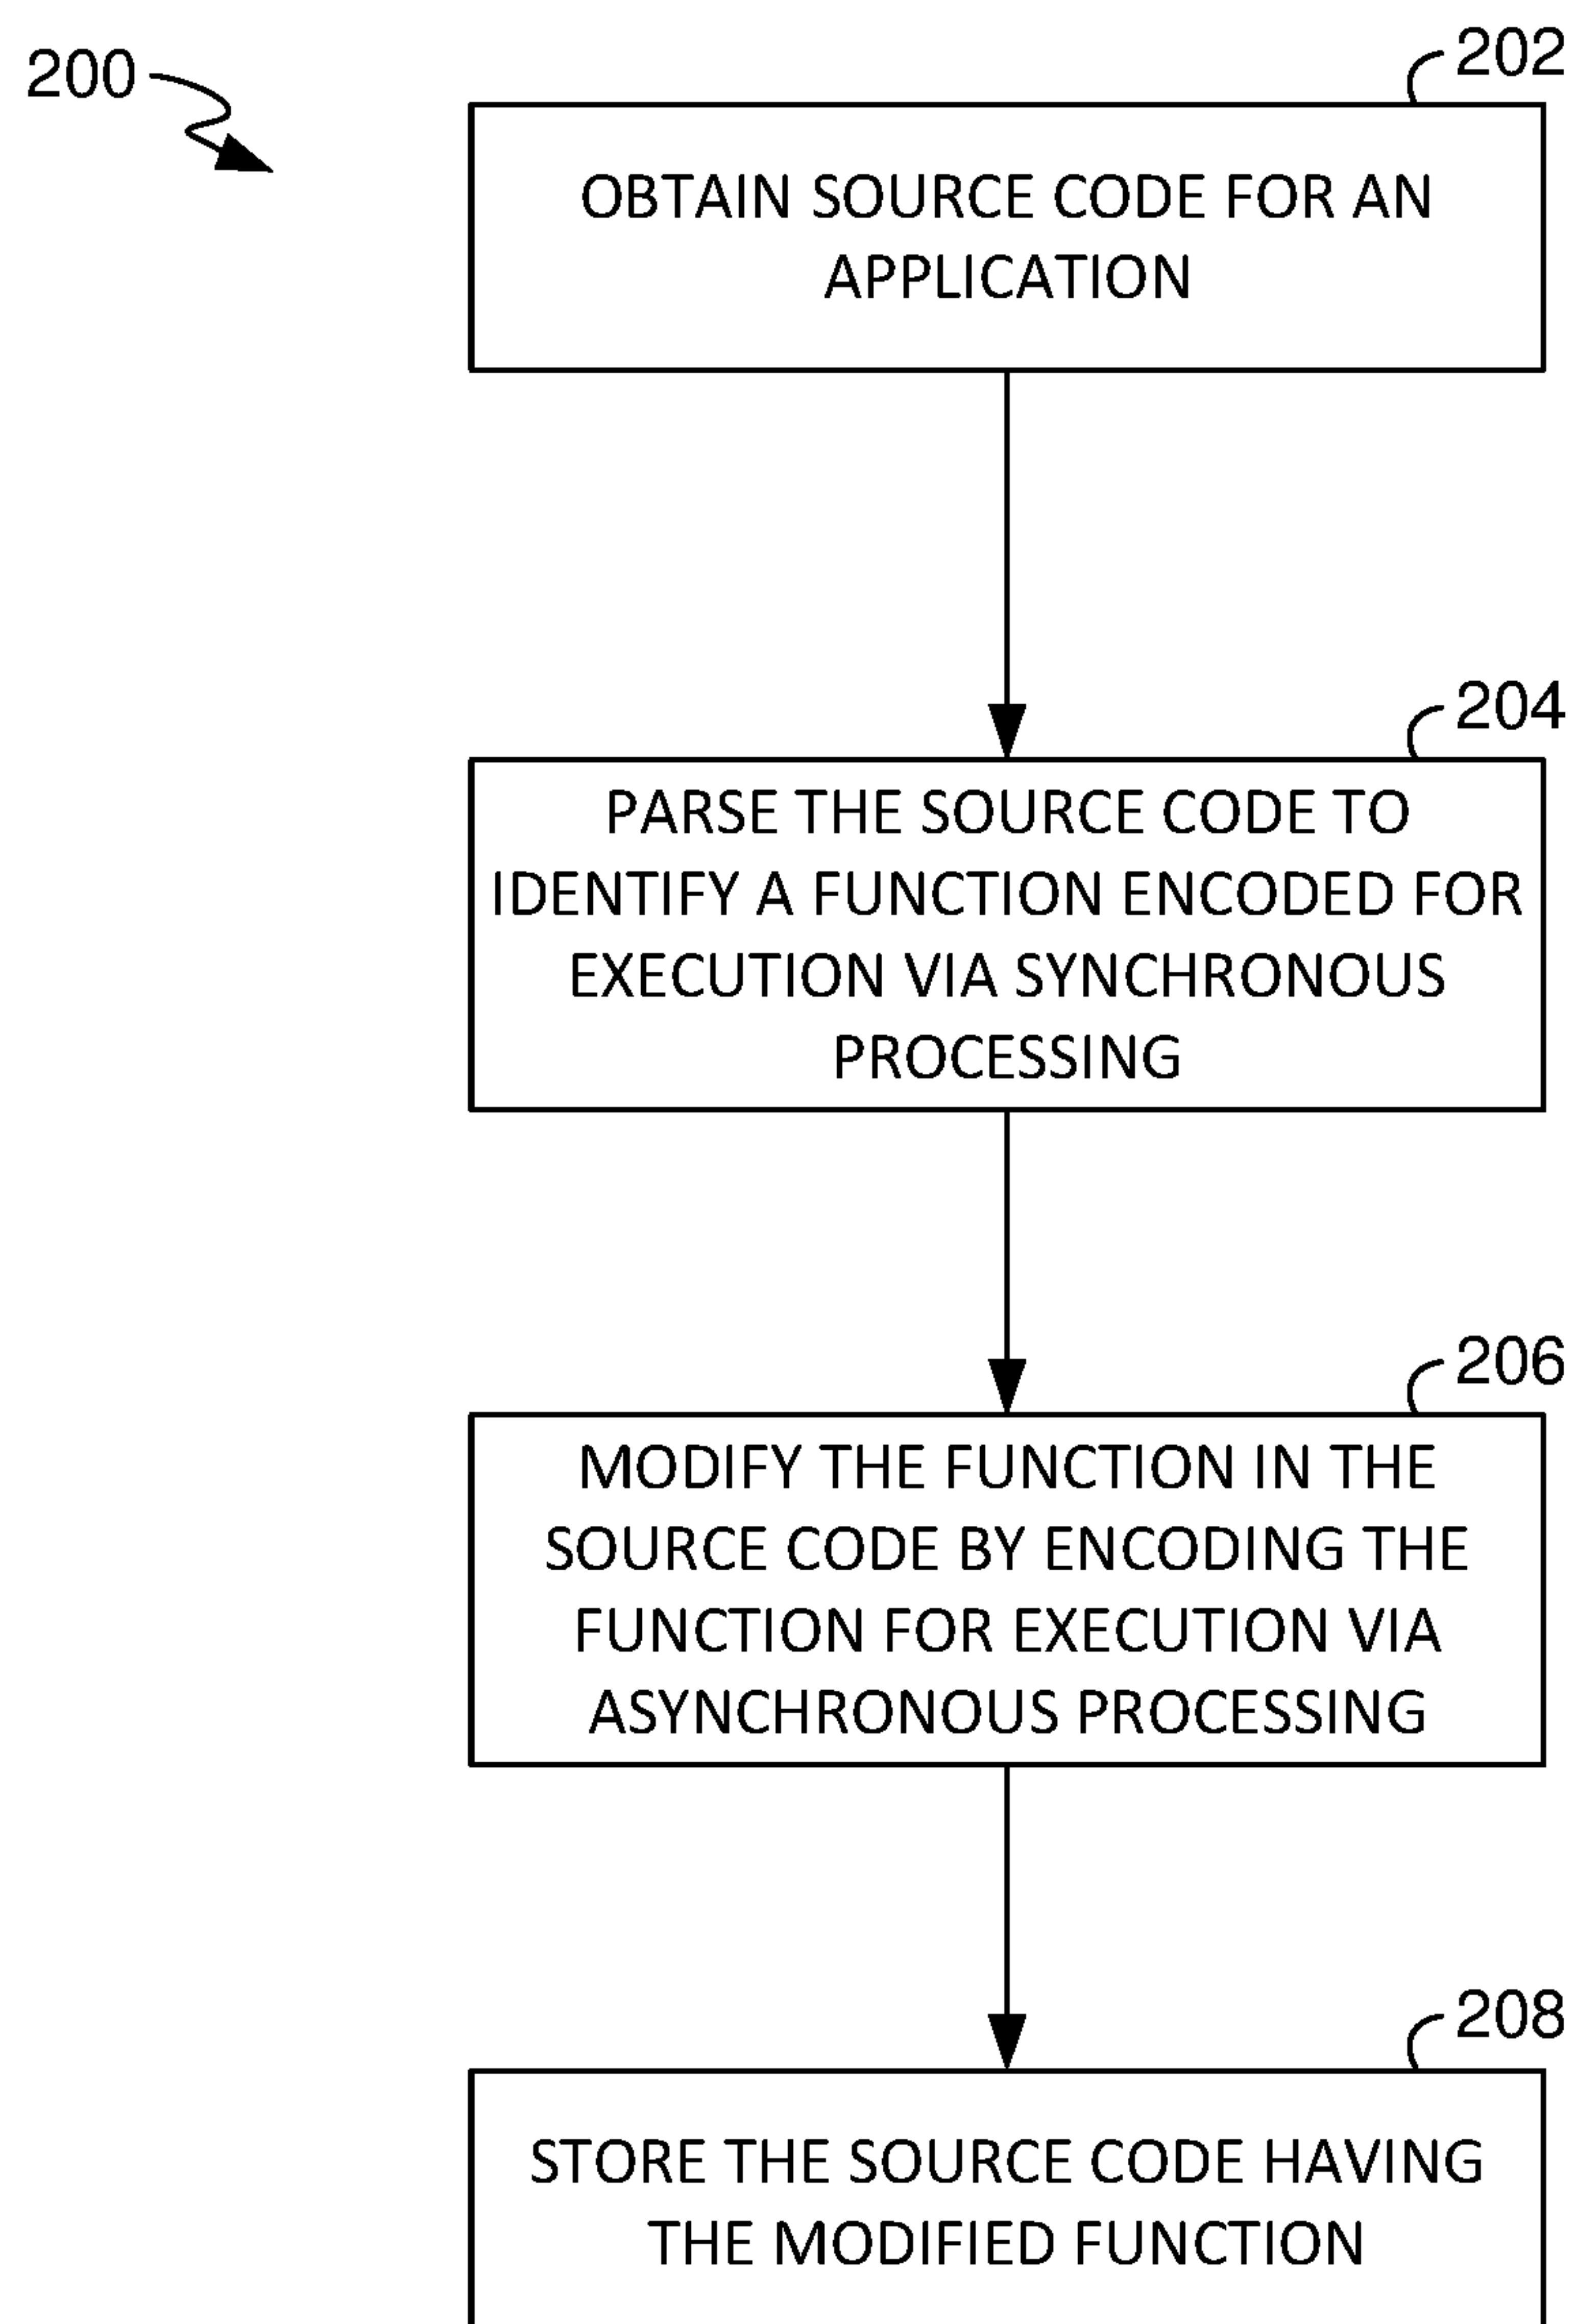 200
202
OBTAIN SOURCE CODE FOR AN
APPLICATION
204
PARSE THE SOURCE CODE TO
IDENTIFY A FUNCTION ENCODED FOR
EXECUTION VIA SYNCHRONOUS
PROCESSING
206
MODIFY THE FUNCTION IN THE
SOURCE CODE BY ENCODING THE
FUNCTION FOR EXECUTION VIA
ASYNCHRONOUS PROCESSING
208
STORE THE SOURCE CODE HAVING
THE MODIFIED FUNCTION